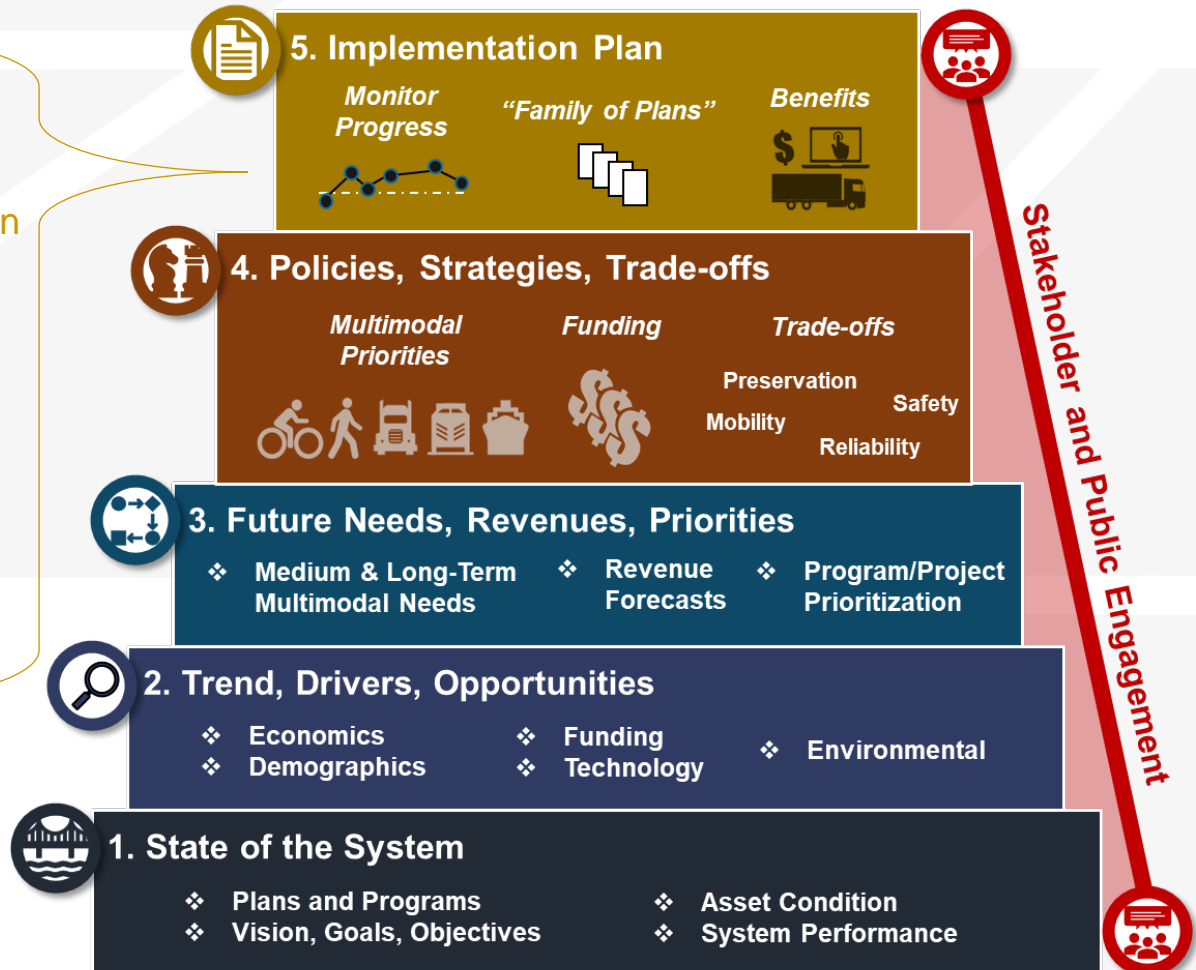 5. Implementation Plan
Monitor
Progress
“Family of Plans”
Benefits
$
n
4. Policies, Strategies, Trade-offs
Multimodal
Priorities
Funding
$$$
Trade-offs
Preservation
Safety
Mobility
Reliability
3. Future Needs, Revenues, Priorities
❖ Medium & Long-Term
Multimodal Needs
❖ Revenue
Forecasts
❖ Program/Project
Prioritization
2. Trend, Drivers, Opportunities
❖ Economics
❖ Demographics
❖ Funding
❖ Technology
❖ Environmental
1. State of the System
❖ Plans and Programs
❖ Vision, Goals, Objectives
❖ Asset Condition
❖ System Performance
Stakeholder and Public Engagement